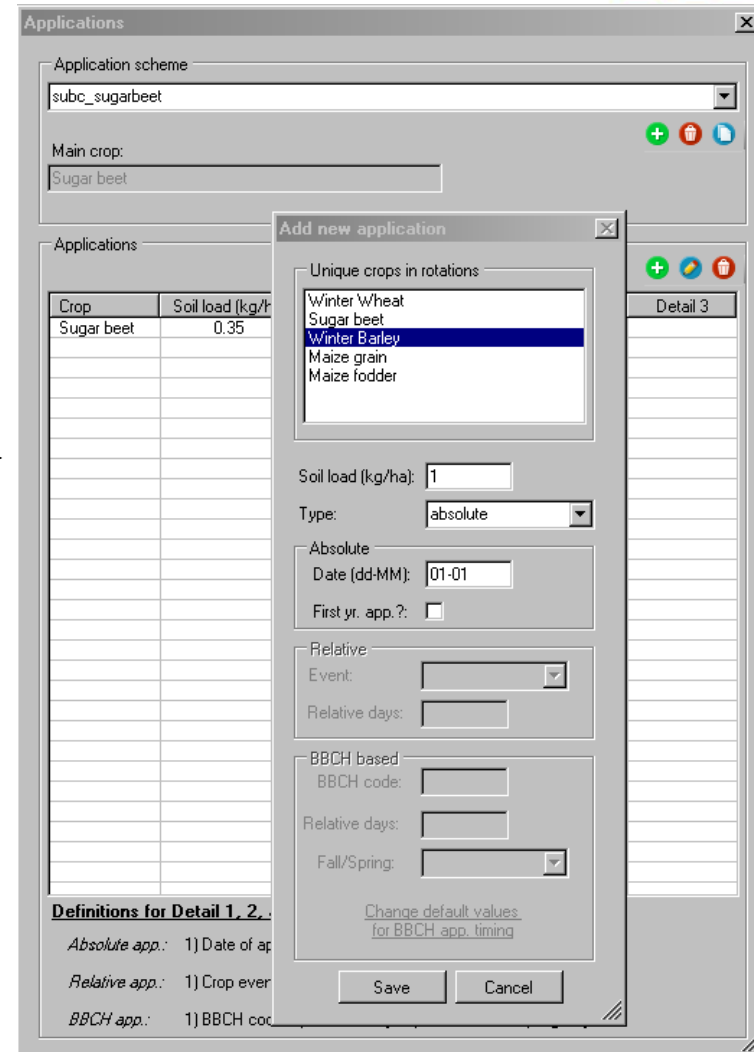 Applications
Application scheme
subc_sugarbeet
Main crop:
Sugar beet
Applications
Crop Soil load (kg/h Detail 3
Sugar beet 0.35
Add new application
Unique crops in rotations
Winter Wheat
Sugar beet
Winter Barley
Maize grain
Maize fodder
Soil load (kg/ha): 1
Type: absolute
Absolute
Date (dd-MM): 01-01
First yr. app.?:
Relative
Event:
Relative days:
BBCH based
BBCH code:
Relative days:
Fall/Spring:
Change default values
for BBCH app. timing
Save Cancel
Definitions for Detail 1, 2,
Absolute app.: 1) Date of ap
Relative app.: 1) Crop ever
BBCH app.: 1) BBCH cod